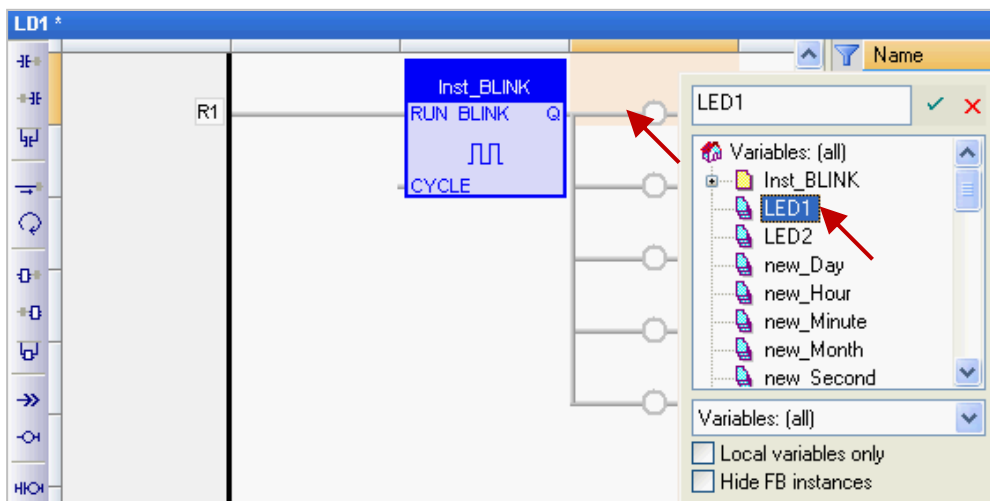 LD1 *
Name
R1
Inst_BLINK
RUN BLINK Q
CYCLE
LED1
Variables: (all)
Inst_BLINK
LED1
LED2
new_Day
new_Hour
new_Minute
new_Month
new_Second
Variables: (all)
Local variables only
Hide FB instances